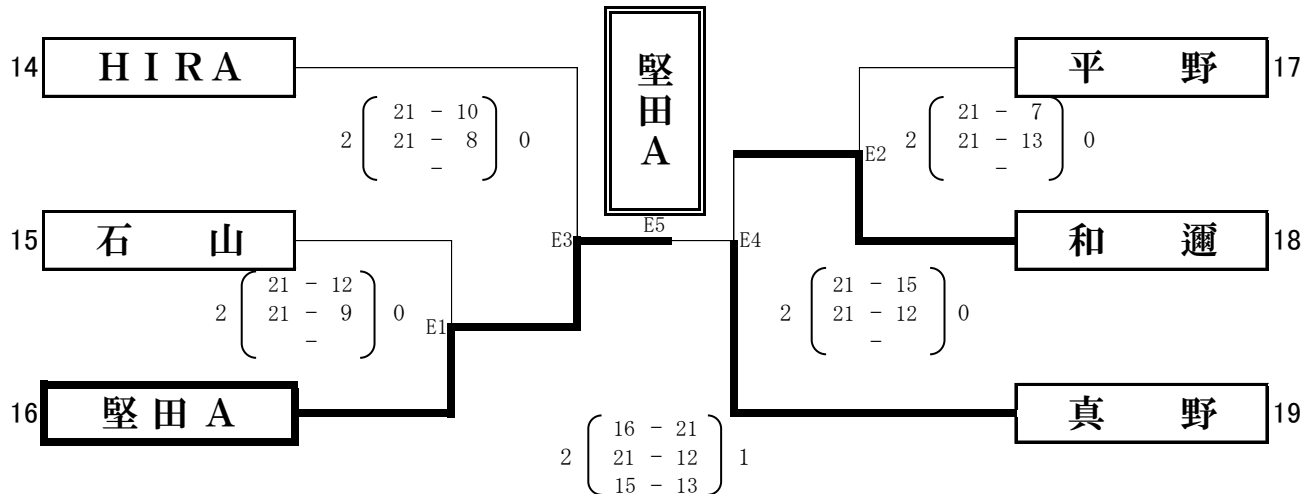 14 HIRA
堅田A
平 野 17
2 21 - 10 0
21 - 8
-
2 21 - 7 0
21 - 13
-
E2
15 石 山
E3
E5
E4
和 邇 18
2 21 - 12 0
21 - 9
-
E1
2 21 - 15 0
21 - 12
-
16 堅田A
真 野 19
2 16 - 21 1
21 - 12
15 - 13